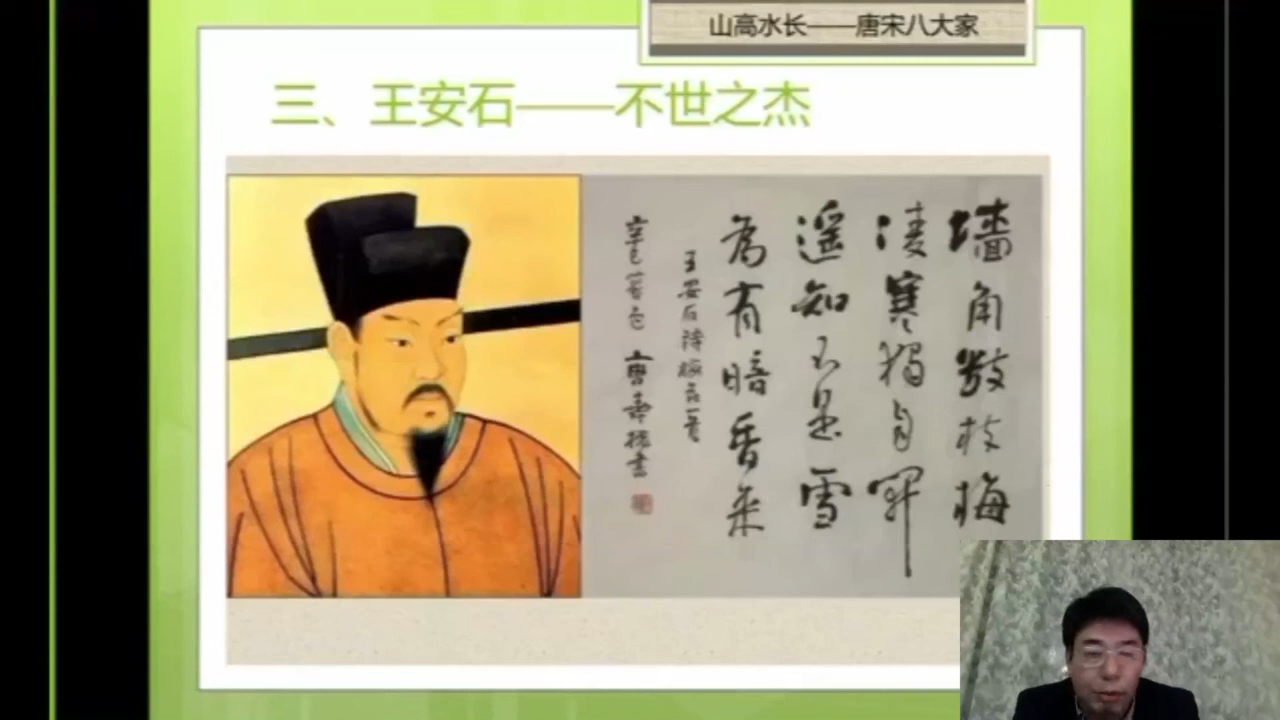 山高水长——唐宋八大家
三、王安石——不世之杰
墙角数枝梅
凌寒独自开
遥知不是雪
为有暗香来
王安石诗梅花一首